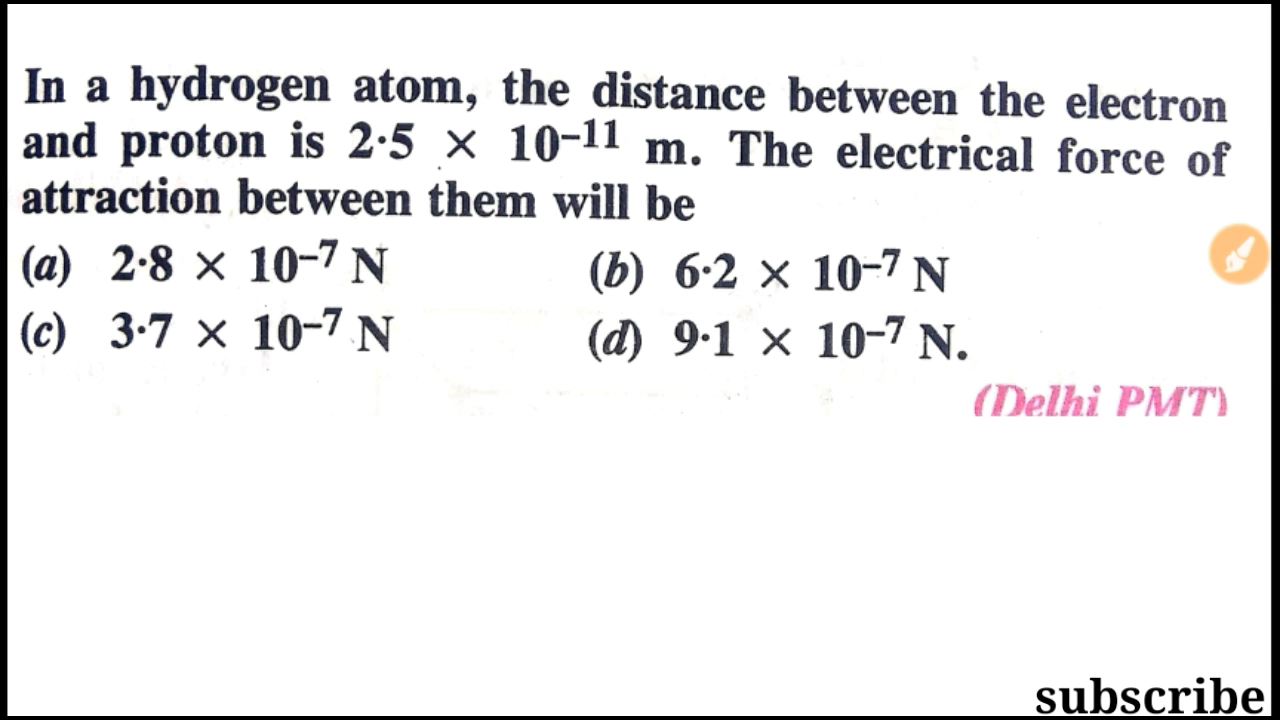 In a hydrogen atom, the distance between the electron
and proton is 2·5 × 10⁻¹¹ m. The electrical force of
attraction between them will be
(a) 2·8 × 10⁻⁷ N (b) 6·2 × 10⁻⁷ N
(c) 3·7 × 10⁻⁷ N (d) 9·1 × 10⁻⁷ N.
(Delhi PMT)
subscribe